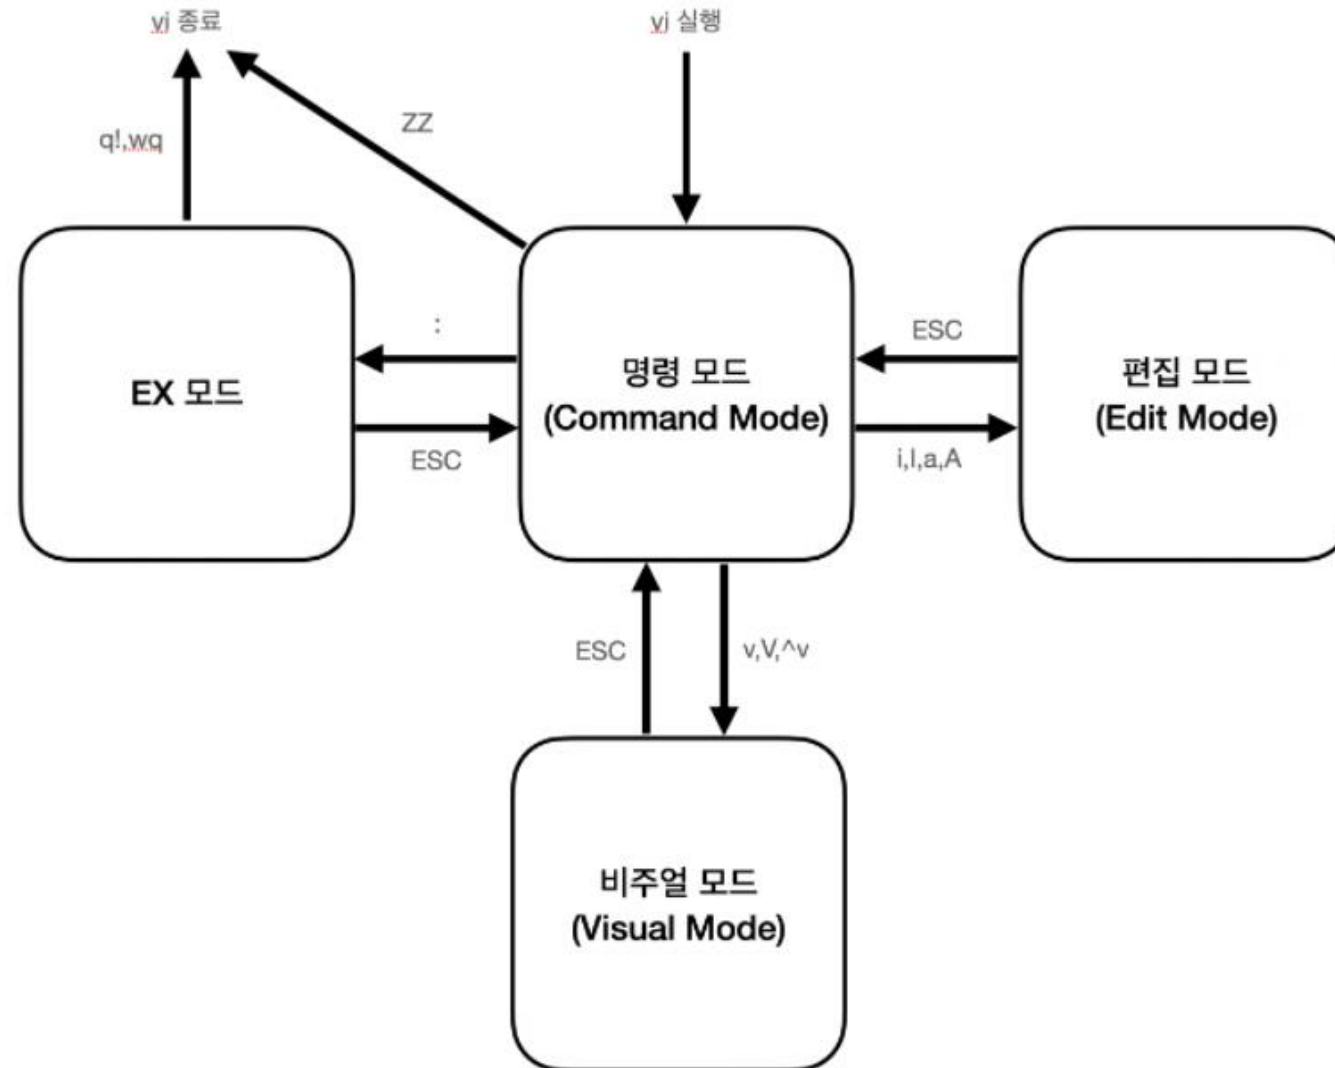 vi 종료
vi 실행
ZZ
q!,wq
:
ESC
EX 모드
명령 모드
(Command Mode)
편집 모드
(Edit Mode)
ESC
i,I,a,A
ESC
v,V,^v
비주얼 모드
(Visual Mode)